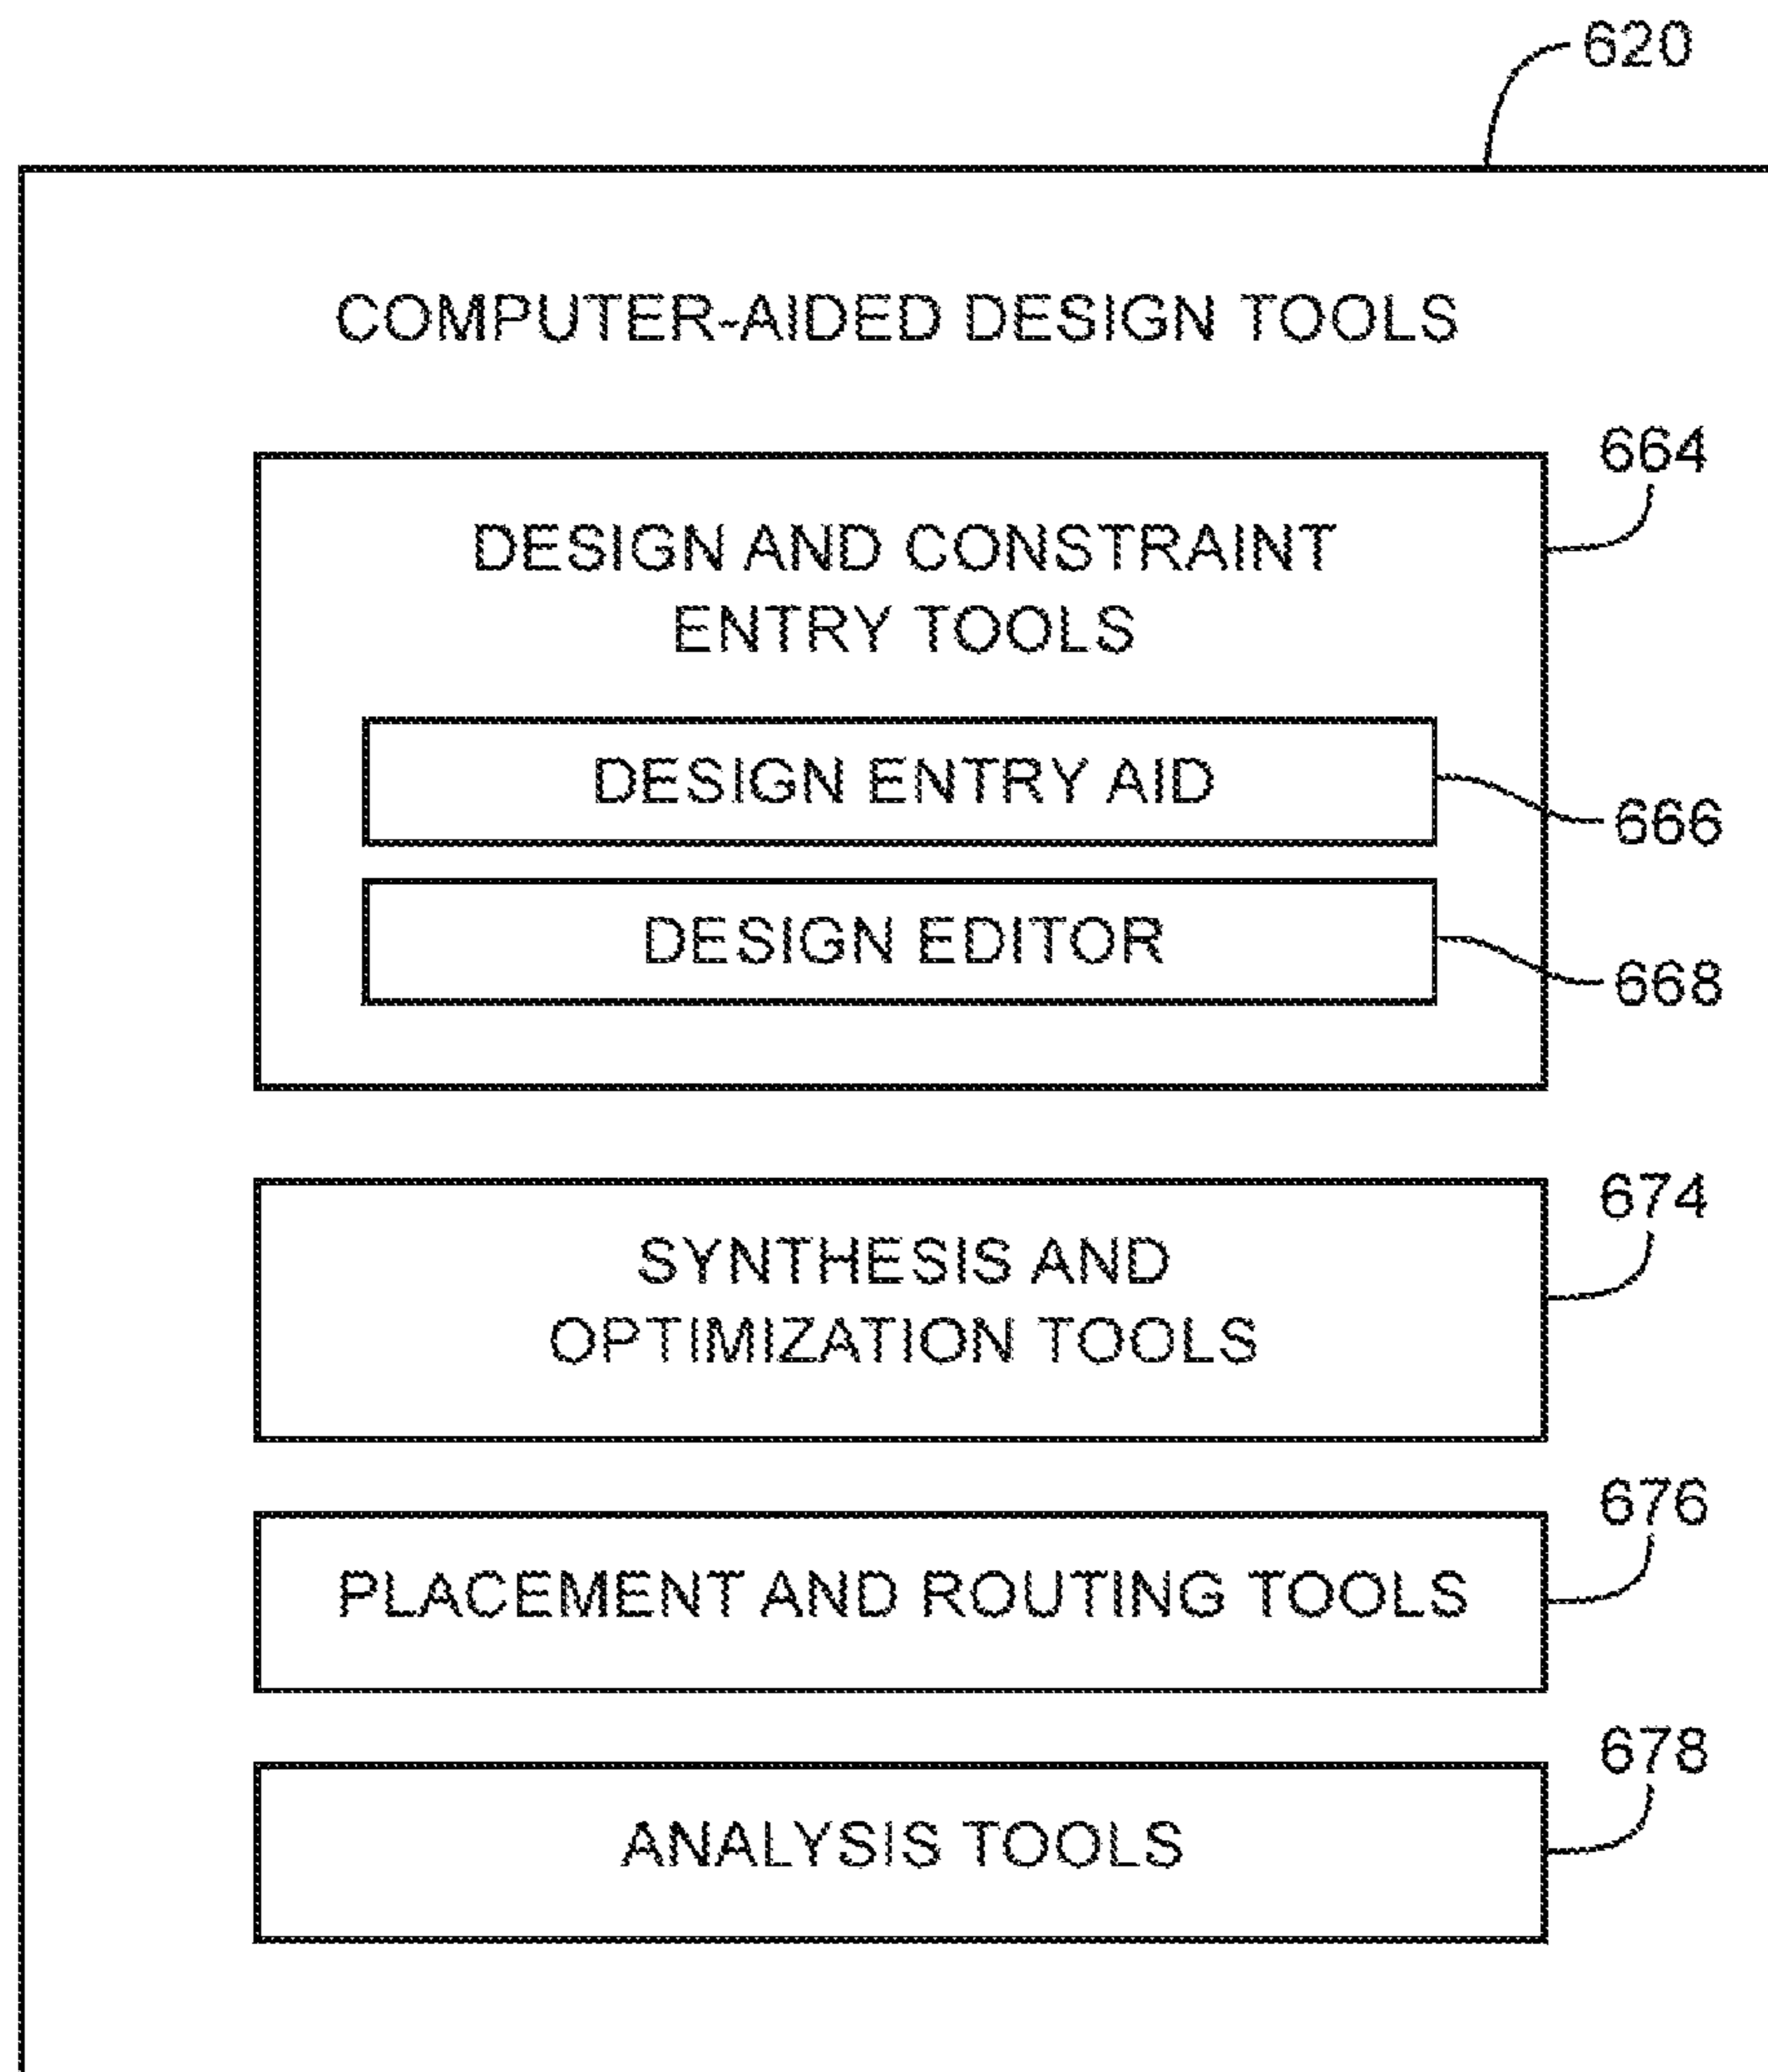 620
COMPUTER-AIDED DESIGN TOOLS
664
DESIGN AND CONSTRAINT
ENTRY TOOLS
DESIGN ENTRY AID
666
DESIGN EDITOR
668
674
SYNTHESIS AND
OPTIMIZATION TOOLS
676
PLACEMENT AND ROUTING TOOLS
678
ANALYSIS TOOLS